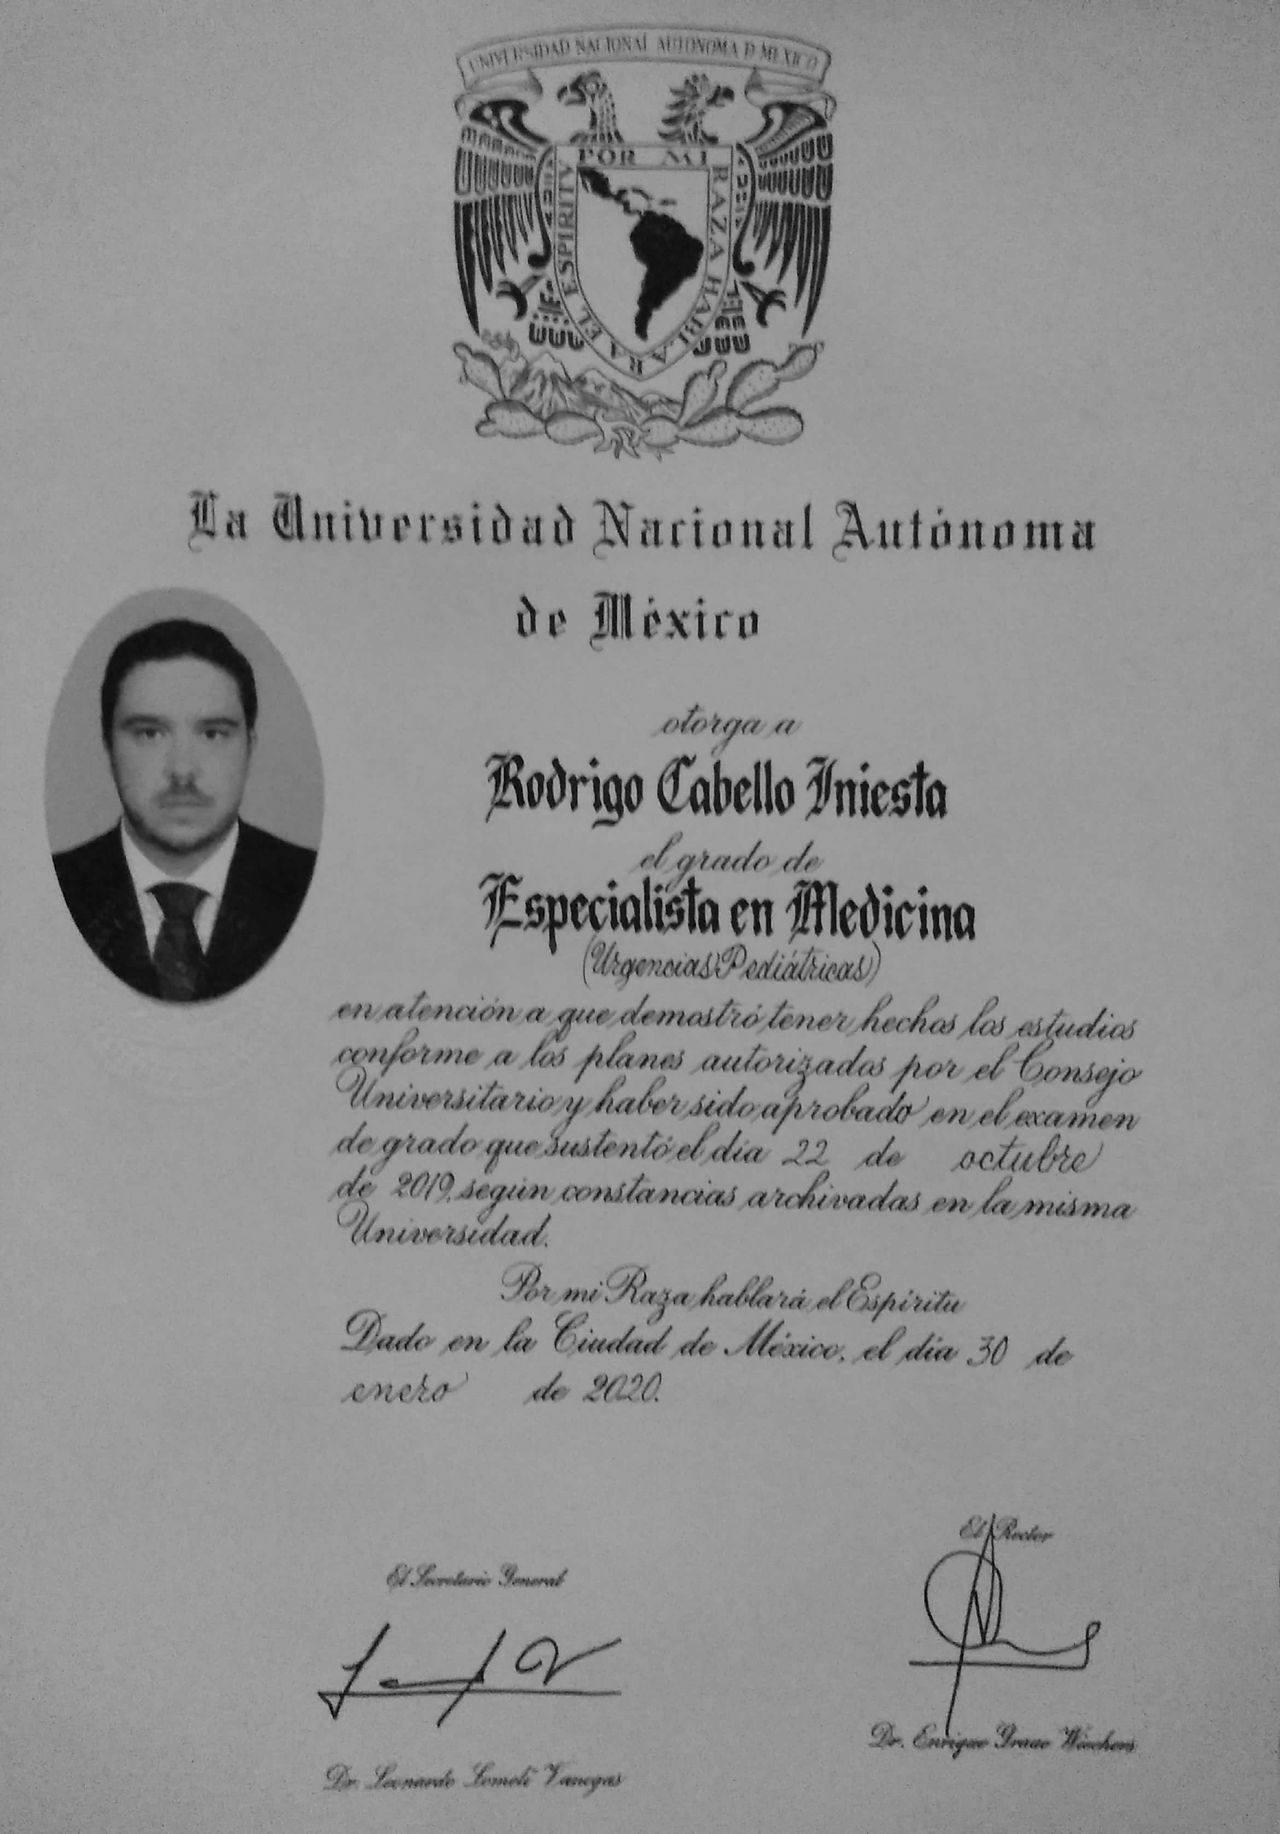 UNIVERSIDAD NACIONAL AUTONOMA D MEXICO
POR MI RAZA HABLARA EL ESPIRITV
La Universidad Nacional Autónoma
de México
otorga a
Rodrigo Cabello Iniesta
el grado de
Especialista en Medicina
(Urgencias Pediátricas)
en atención a que demostró tener hechos los estudios
conforme a los planes autorizados por el Consejo
Universitario y haber sido aprobado en el examen
de grado que sustentó el día 22 de octubre
de 2019, según constancias archivadas en la misma
Universidad.
Por mi Raza hablará el Espíritu
Dado en la Ciudad de México, el día 30 de
enero de 2020.
El Secretario General
El Rector
Dr. Leonardo Lomelí Vanegas
Dr. Enrique Graue Wiechers